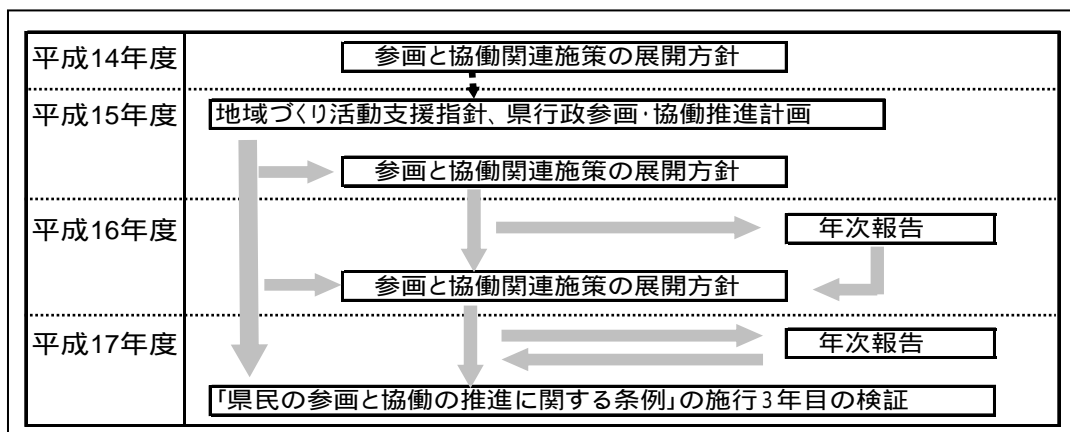 平成14年度
参画と協働関連施策の展開方針
平成15年度
地域づくり活動支援指針、県行政参画・協働推進計画
参画と協働関連施策の展開方針
平成16年度
年次報告
参画と協働関連施策の展開方針
平成17年度
年次報告
「県民の参画と協働の推進に関する条例」の施行3年目の検証